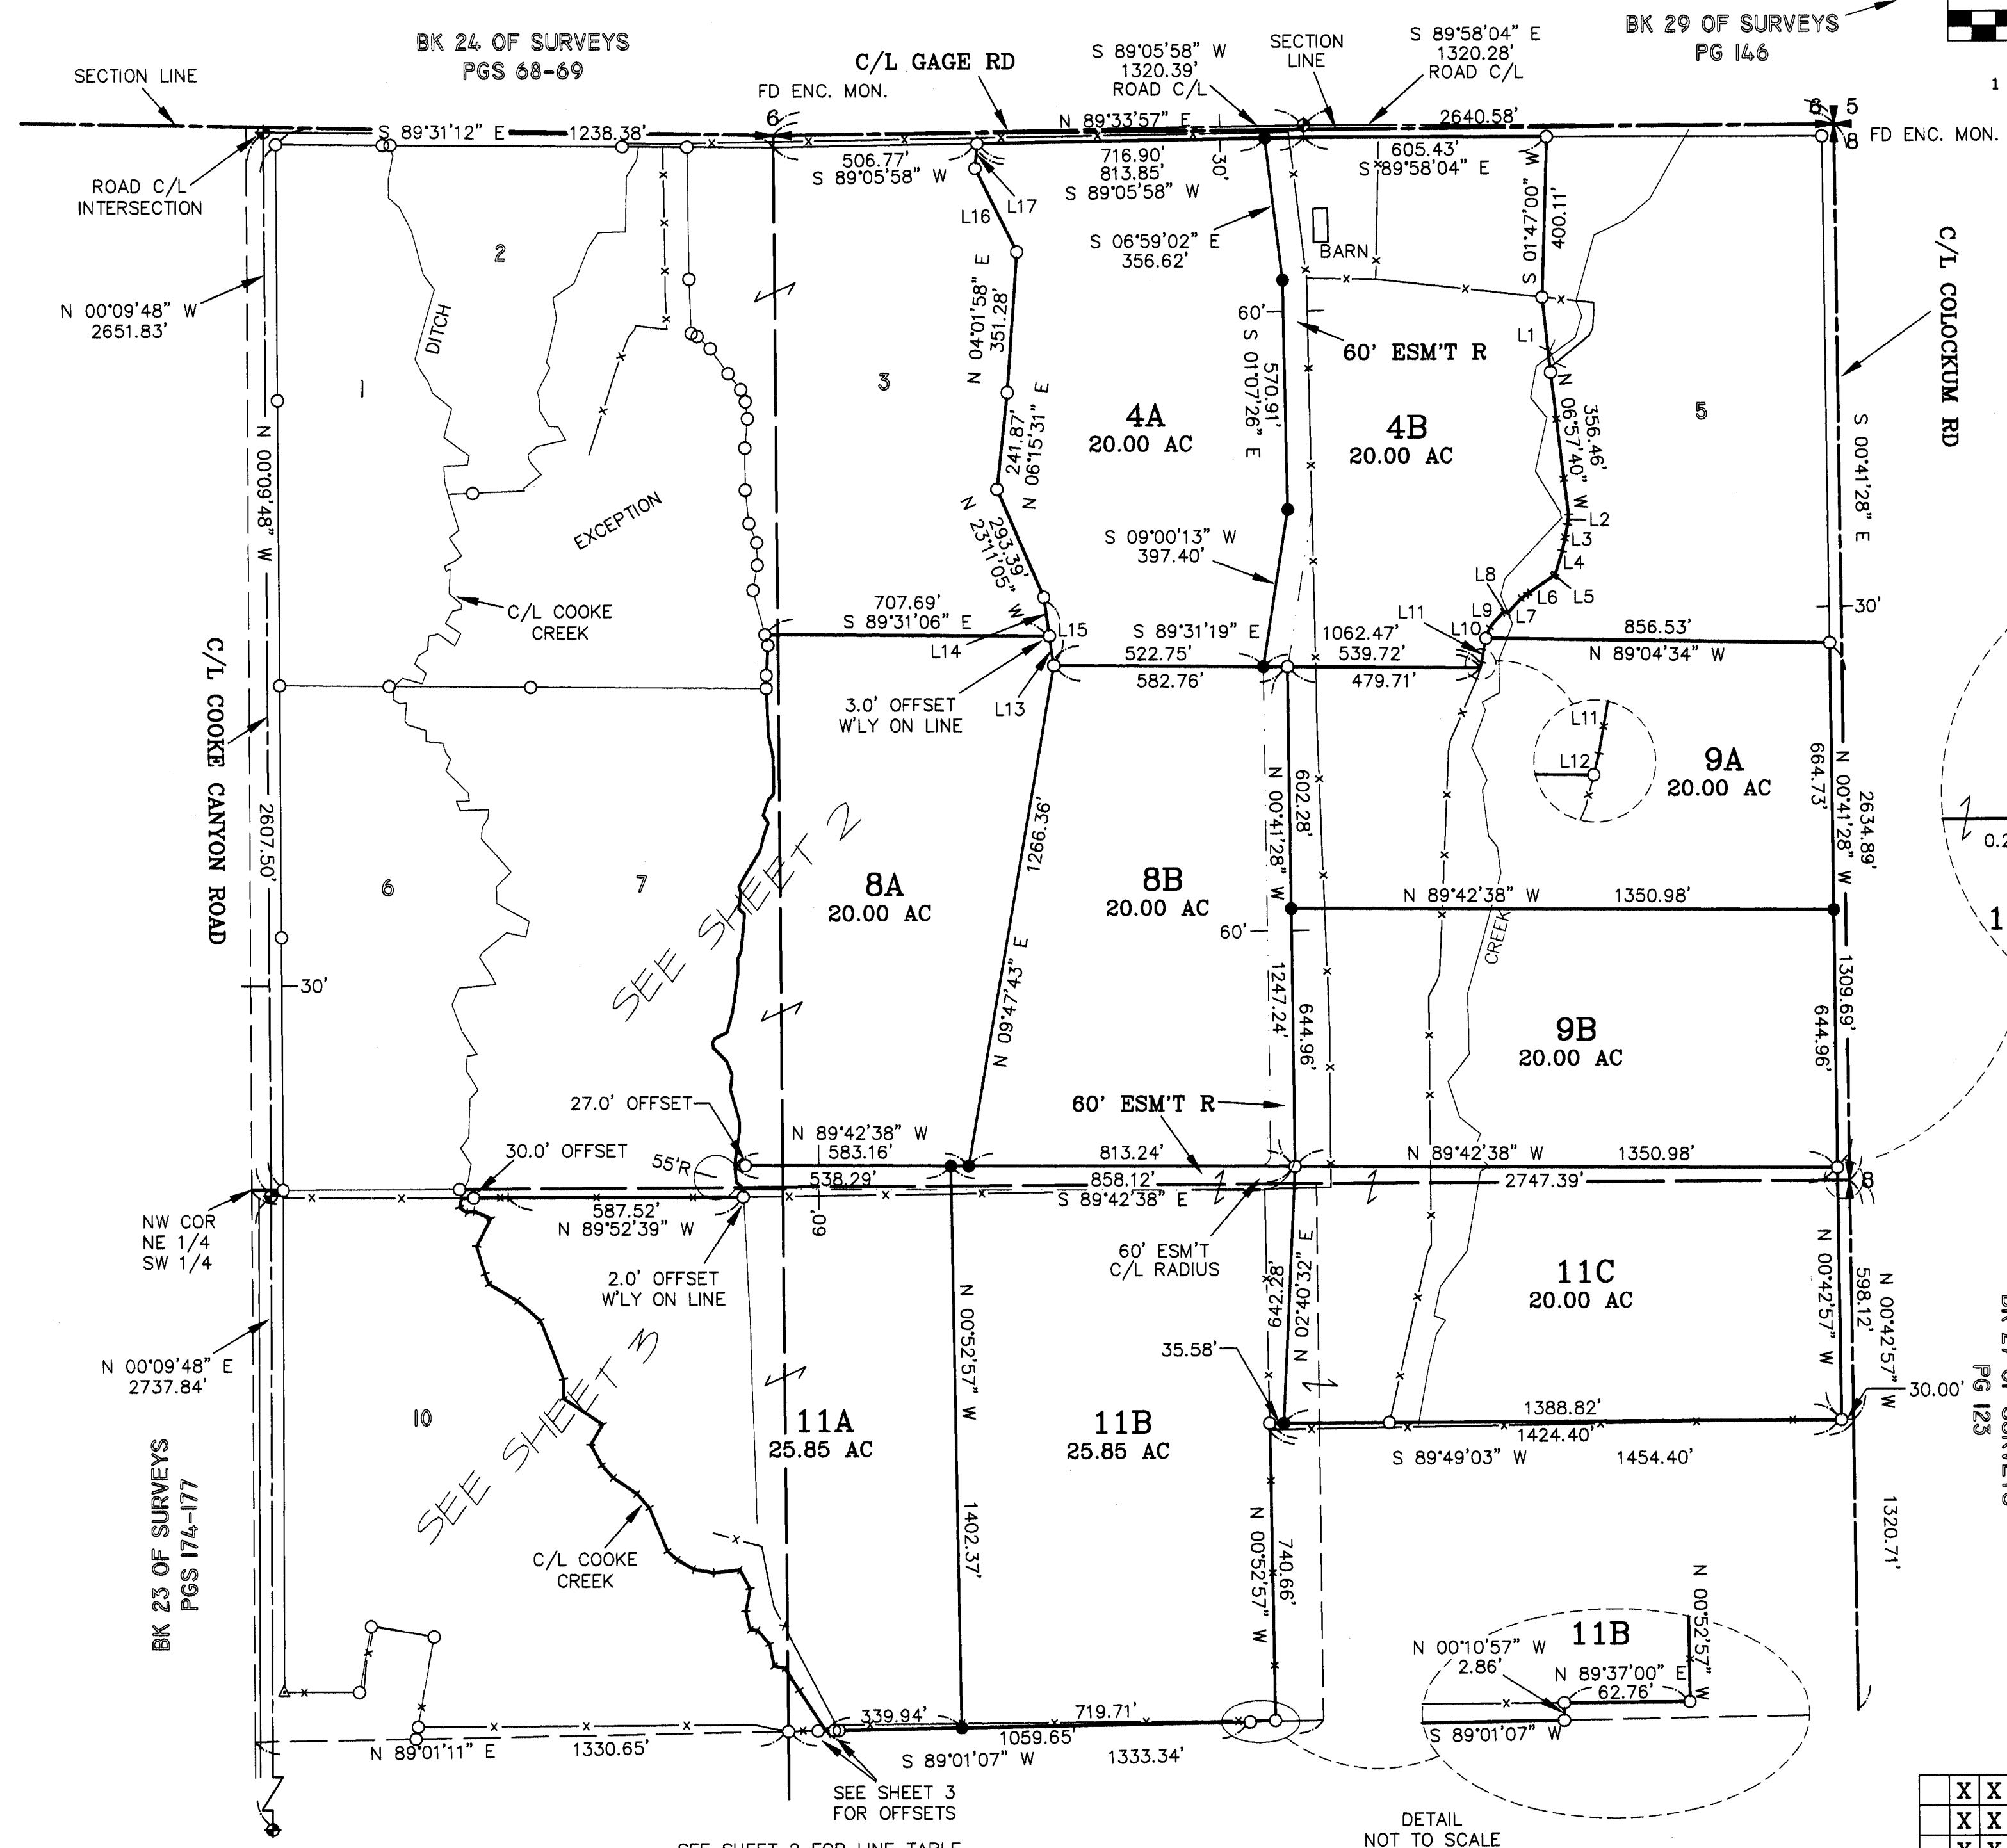 BK 24 OF SURVEYS
PGS 68-69
BK 29 OF SURVEYS
PG 146
SECTION LINE
C/L GAGE RD
S 89°05'58" W
1320.39'
ROAD C/L
SECTION
LINE
S 89°58'04" E
1320.28'
ROAD C/L
1
FD ENC. MON.
6
S 89°31'12" E
1238.38'
N 89°33'57" E
2640.58'
6
5
8
FD ENC. MON.
ROAD C/L
INTERSECTION
506.77'
S 89°05'58" W
716.90'
813.85'
S 89°05'58" W
30'
605.43'
S 89°58'04" E
L16
L17
S 06°59'02" E
356.62'
BARN
S 01°47'00" W
400.11'
2
N 00°09'48" W
2651.83'
DITCH
N 04°01'58" E
351.28'
60'
60' ESM'T R
L1
C/L COLOCKUM RD
1
3
4A
20.00 AC
S 01°07'26" E
570.91'
4B
20.00 AC
5
N 06°57'40" W
356.46'
241.87'
N 06°15'31" E
S 00°41'28" E
N 00°09'48" W
EXCEPTION
293.39'
N 23°11'05" W
S 09°00'13" W
397.40'
L2
L3
L4
L5
L6
L7
L8
L9
L10
L11
30'
C/L COOKE
CREEK
707.69'
S 89°31'06" E
L14
L15
S 89°31'19" E
1062.47'
522.75'
539.72'
582.76'
479.71'
856.53'
N 89°04'34" W
3.0' OFFSET
W'LY ON LINE
L13
C/L COOKE CANYON ROAD
L11
L12
9A
20.00 AC
664.73'
N 00°41'28" W
2634.89'
N 00°41'28" W
602.28'
2607.50'
1266.36'
SEE SHEET 2
0.2
6
7
8A
20.00 AC
8B
20.00 AC
N 89°42'38" W
1350.98'
1
60'
CREEK
N 09°47'43" E
30'
1247.24'
644.96'
1309.69'
644.96'
9B
20.00 AC
27.0' OFFSET
60' ESM'T R
N 89°42'38" W
583.16'
813.24'
N 89°42'38" W
1350.98'
30.0' OFFSET
55'R
538.29'
858.12'
S 89°42'38" E
2747.39'
8
587.52'
N 89°52'39" W
60'
NW COR
NE 1/4
SW 1/4
2.0' OFFSET
W'LY ON LINE
60' ESM'T
C/L RADIUS
642.28'
N 02°40'32" E
11C
20.00 AC
N 00°42'57" W
598.12'
N 00°42'57" W
N 00°09'48" E
2737.84'
SEE SHEET 3
N 00°52'57" W
35.58'
30.00'
PG 123
10
11A
25.85 AC
11B
25.85 AC
1388.82'
1424.40'
S 89°49'03" W
1454.40'
BK 23 OF SURVEYS
PGS 174-177
1402.37'
N 00°52'57" W
740.66'
1320.71'
C/L COOKE
CREEK
N 00°10'57" W
2.86'
11B
N 00°52'57" W
N 89°37'00" E
62.76'
S 89°01'07" W
339.94'
719.71'
1059.65'
S 89°01'07" W
1333.34'
N 89°01'11" E
1330.65'
SEE SHEET 3
FOR OFFSETS
DETAIL
NOT TO SCALE
X X
X X